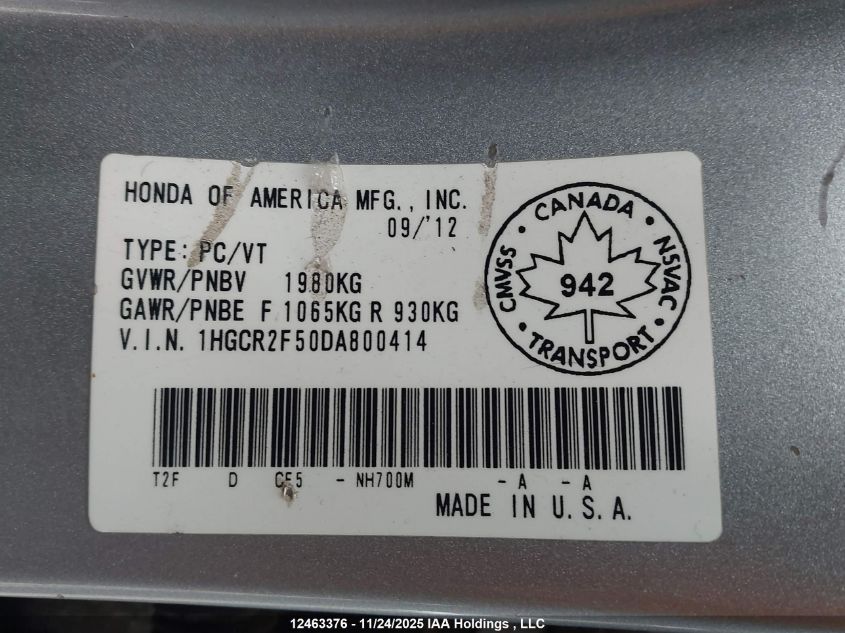 HONDA OF AMERICA MFG., INC.
09/'12
TYPE: PC/VT
GVWR/PNBV 1980KG
GAWR/PNBE F 1065KG R 930KG
V.I.N. 1HGCR2F50DA800414
CANADA
CMVSS
942
NSVAC
TRANSPORT
T2F D CF5 - NH700M - A - A
MADE IN U.S.A.
12463376 - 11/24/2025 IAA Holdings , LLC